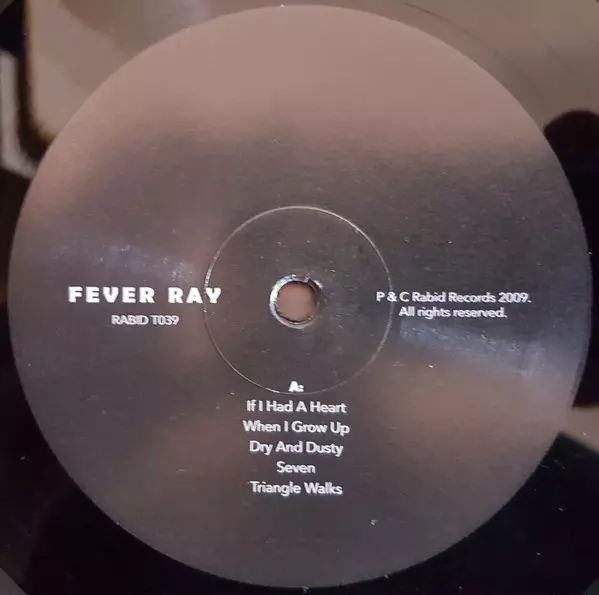 FEVER RAY
RABID T039
P & C Rabid Records 2009.
All rights reserved.
A:
If I Had A Heart
When I Grow Up
Dry And Dusty
Seven
Triangle Walks